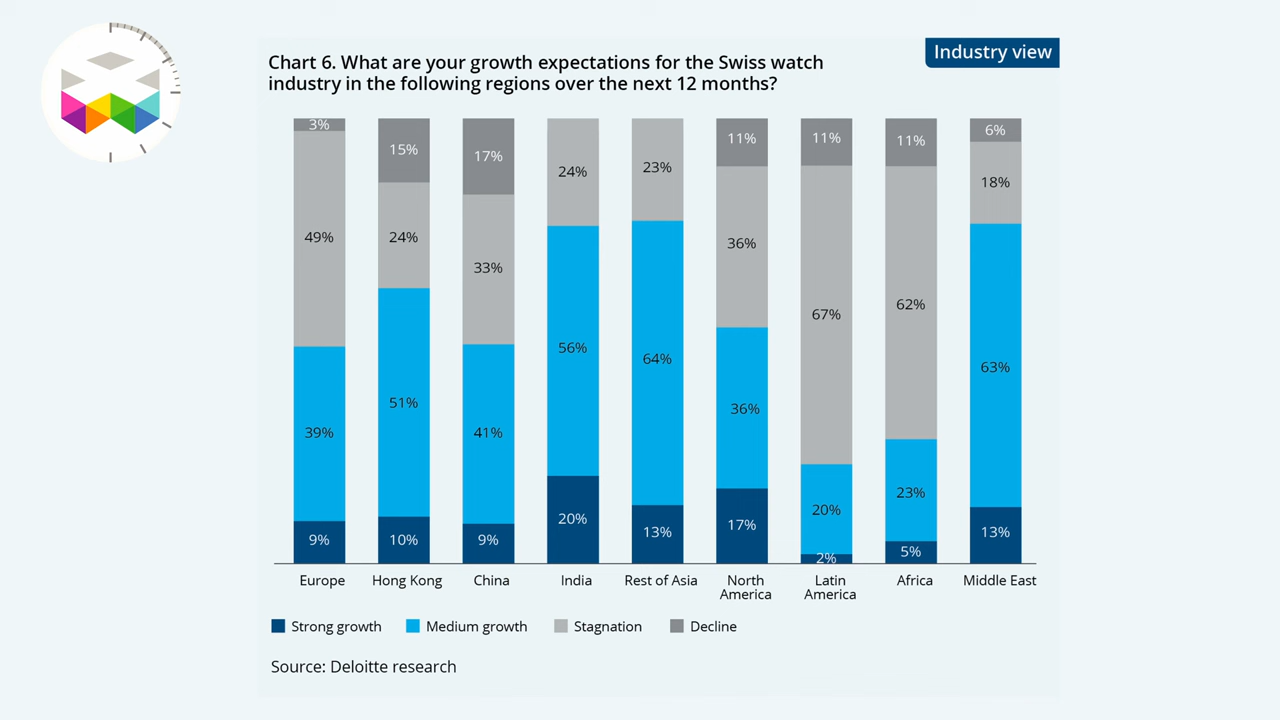 Industry view
Chart 6. What are your growth expectations for the Swiss watch
industry in the following regions over the next 12 months?
3%
15%
17%
24%
23%
11%
11%
11%
6%
49%
24%
33%
36%
67%
62%
18%
39%
51%
41%
56%
64%
36%
20%
23%
63%
9%
10%
9%
20%
13%
17%
2%
5%
13%
Europe
Hong Kong
China
India
Rest of Asia
North
America
Latin
America
Africa
Middle East
Strong growth
Medium growth
Stagnation
Decline
Source: Deloitte research